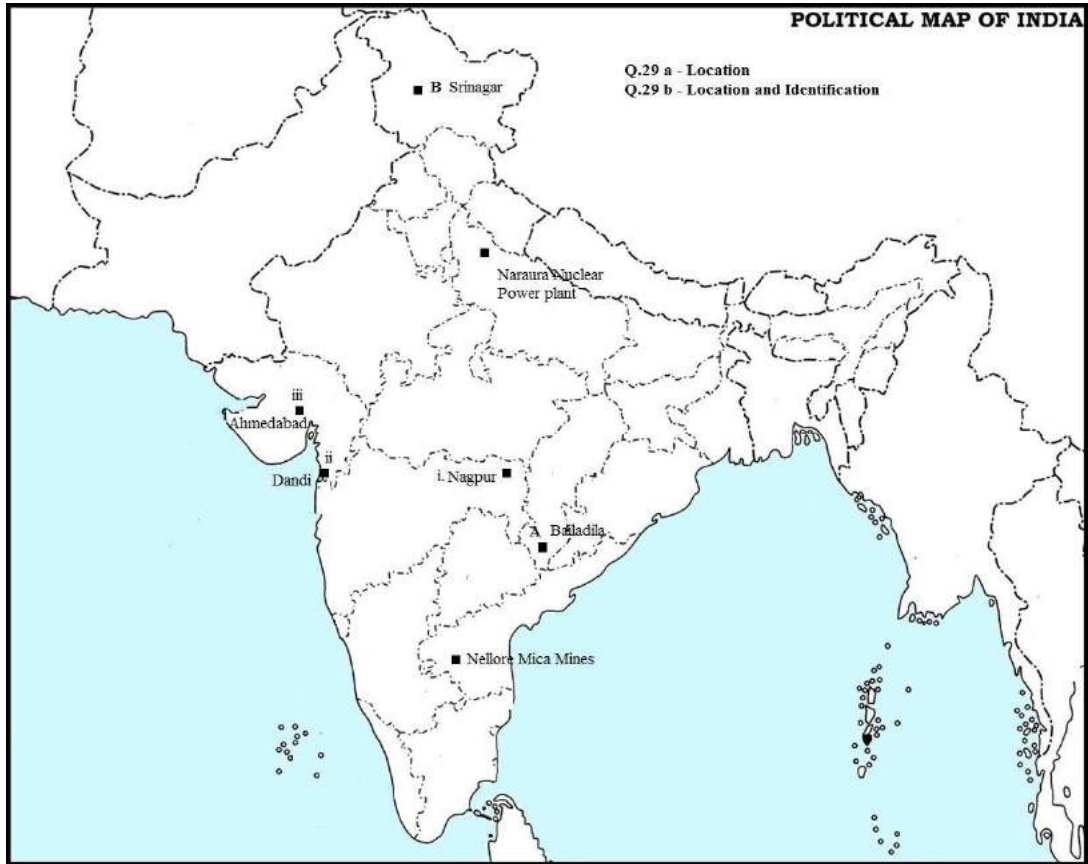 POLITICAL MAP OF INDIA
Q.29 a - Location
Q.29 b - Location and Identification
B Srinagar
Naraura Nuclear
Power plant
iii
Ahmedabad
ii
Dandi
i. Nagpur
A Bailadila
Nellore Mica Mines